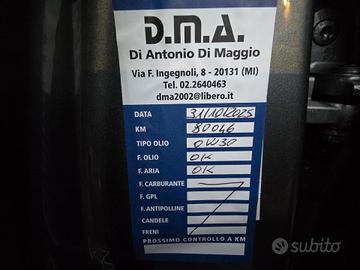 D.M.A.
Di Antonio Di Maggio
Via F. Ingegnoli, 8 - 20131 (MI)
Tel. 02.2640463
dma2002@libero.it
DATA 31/10/2025
KM 80046
TIPO OLIO 0W30
F. OLIO OK
F. ARIA OK
F. CARBURANTE
F. GPL
F. ANTIPOLLINE
CANDELE
FRENI
PROSSIMO CONTROLLO A KM
subito